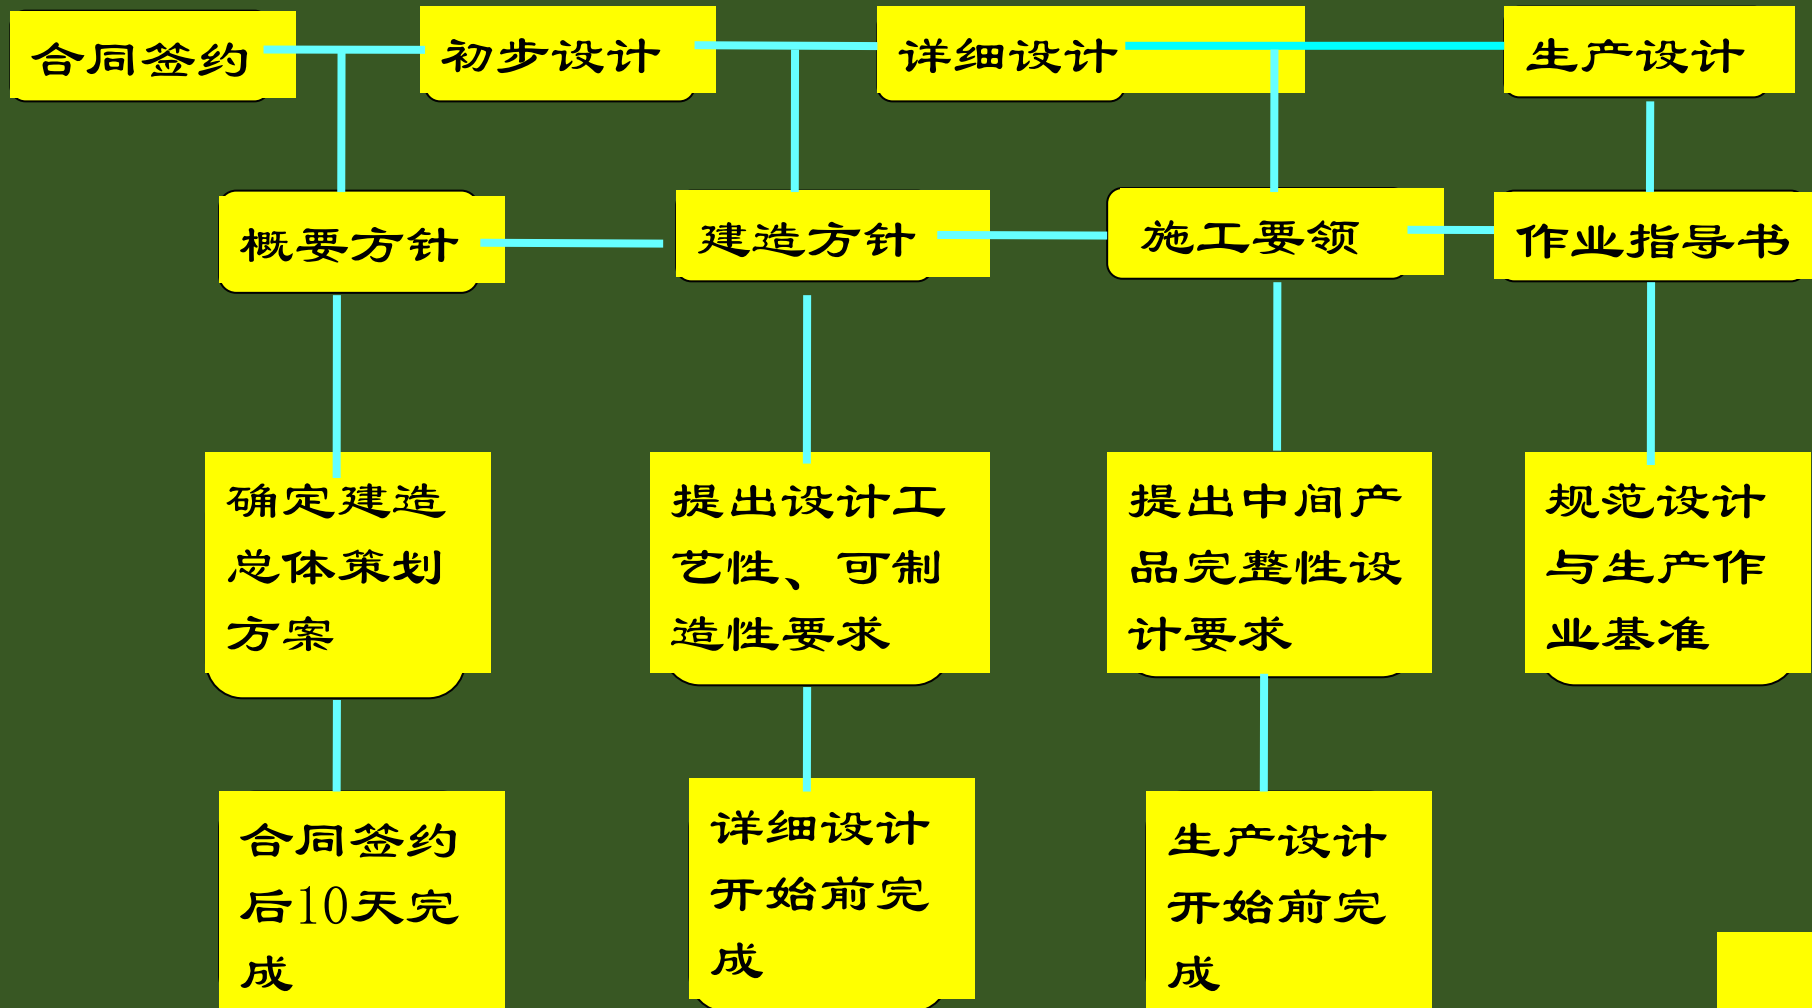 合同签约
初步设计
详细设计
生产设计
概要方针
建造方针
施工要领
作业指导书
确定建造
总体策划
方案
提出设计工
艺性、可制
造性要求
提出中间产
品完整性设
计要求
规范设计
与生产作
业基准
合同签约
后10天完
成
详细设计
开始前完
成
生产设计
开始前完
成